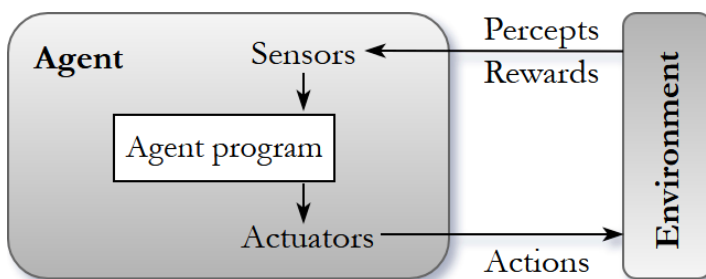 Agent
Sensors
Percepts
Rewards
Agent program
Actuators
Actions
Environment